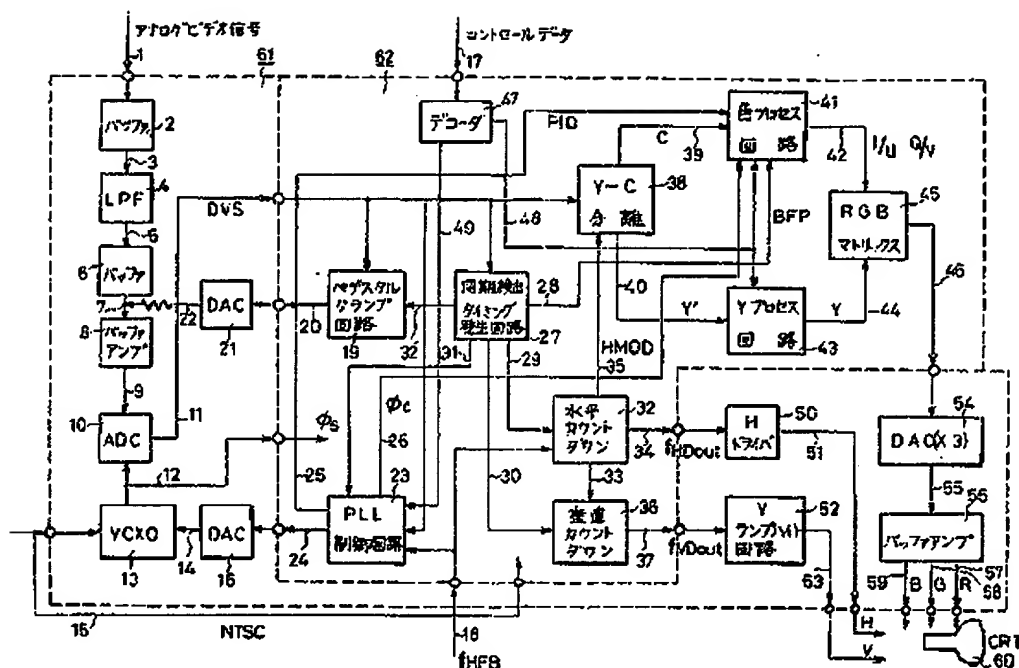 アナログビデオ信号
コントロールデータ
1
61
62
17
バッファ
2
3
LPF
4
5
6
バッファ
7
8
バッファ
アンプ
9
10
ADC
11
12
DVS
22
DAC
21
20
ペデスタル
クランプ
回路
19
32
同期検出
タイミング
発生回路
28
27
29
31
30
デコーダ
47
49
48
PID
C
39
Y-C
分離
38
40
HMOD
35
色プロセス
回路
41
42
I/U Q/V
BFP
Y'
Yプロセス
回路
43
Y
44
RGB
マトリックス
45
46
φs
φc
25
26
23
PLL
制御回路
24
VCXO
13
14
DAC
16
15
NTSC
18
fHFB
水平
カウント
ダウン
32
34
33
垂直
カウント
ダウン
36
37
fHDout
H
ドライバ
50
51
fVDout
V
ランプ
回路
52
53
54
DAC(×3)
55
56
バッファアンプ
59
B
G
R
57
58
H
V
CRT
60